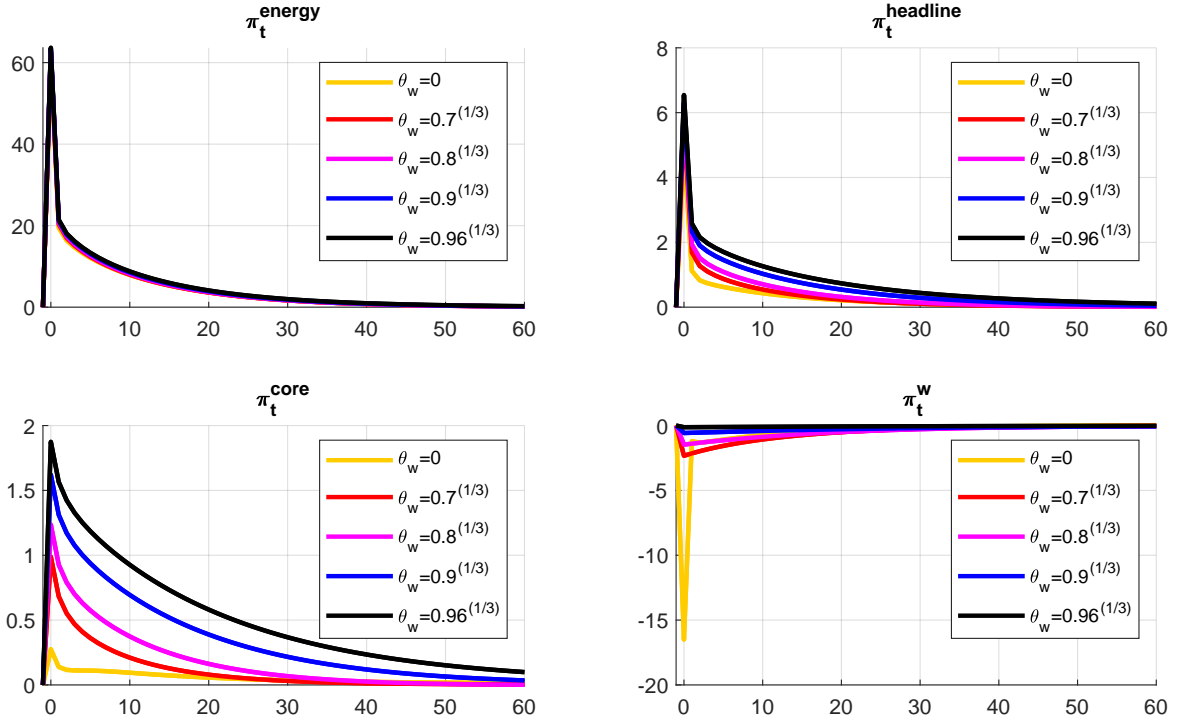 π_t^energy
60
40
20
0
0 10 20 30 40 50 60
θ_w=0
θ_w=0.7^(1/3)
θ_w=0.8^(1/3)
θ_w=0.9^(1/3)
θ_w=0.96^(1/3)
π_t^headline
8
6
4
2
0
0 10 20 30 40 50 60
θ_w=0
θ_w=0.7^(1/3)
θ_w=0.8^(1/3)
θ_w=0.9^(1/3)
θ_w=0.96^(1/3)
π_t^core
2
1.5
1
0.5
0
0 10 20 30 40 50 60
θ_w=0
θ_w=0.7^(1/3)
θ_w=0.8^(1/3)
θ_w=0.9^(1/3)
θ_w=0.96^(1/3)
π_t^w
0
-5
-10
-15
-20
0 10 20 30 40 50 60
θ_w=0
θ_w=0.7^(1/3)
θ_w=0.8^(1/3)
θ_w=0.9^(1/3)
θ_w=0.96^(1/3)